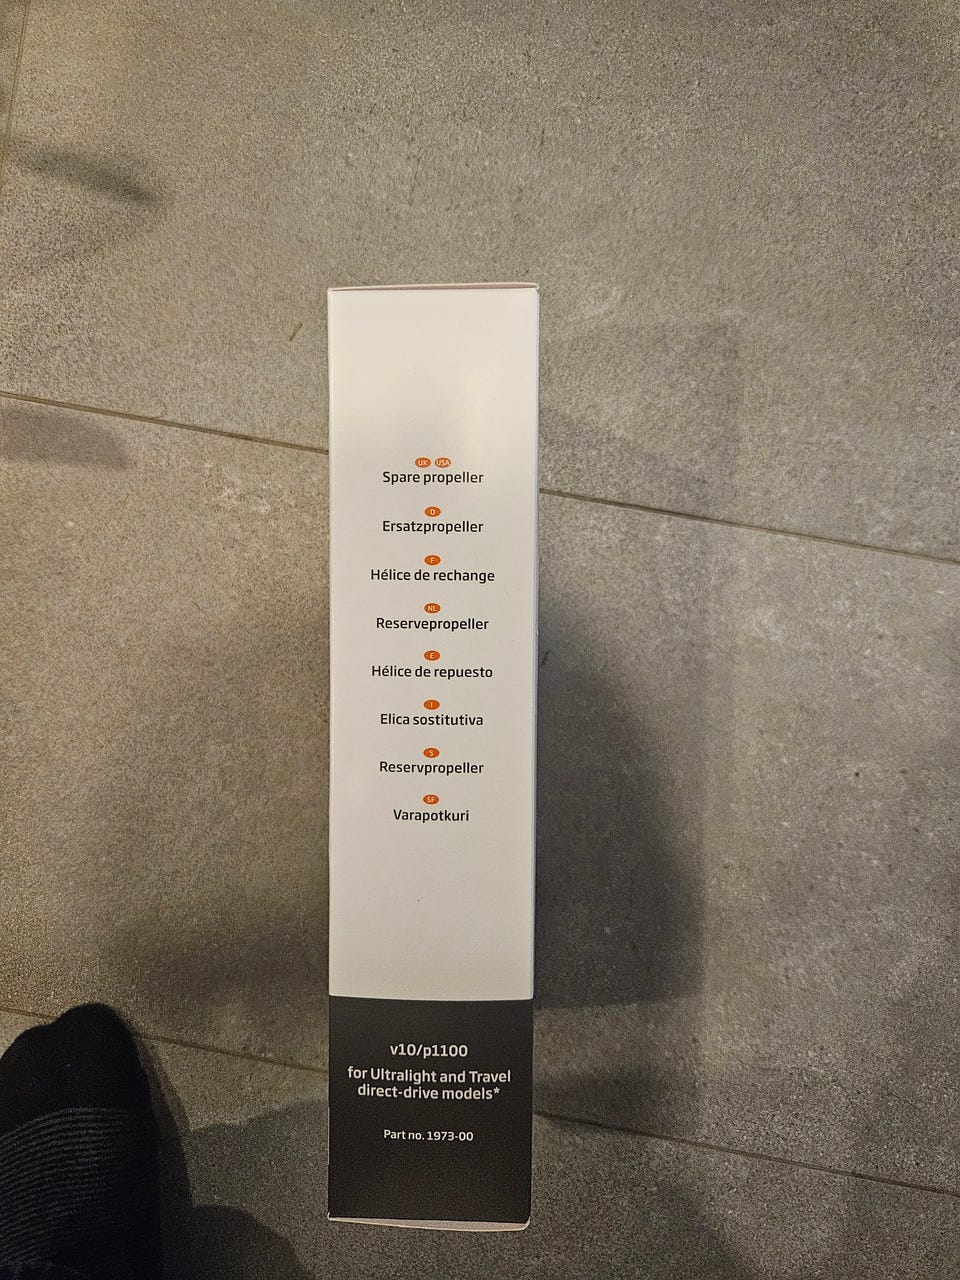 UK USA
Spare propeller
D
Ersatzpropeller
F
Hélice de rechange
NL
Reservepropeller
E
Hélice de repuesto
I
Elica sostitutiva
S
Reservpropeller
SF
Varapotkuri
v10/p1100
for Ultralight and Travel
direct-drive models*
Part no. 1973-00